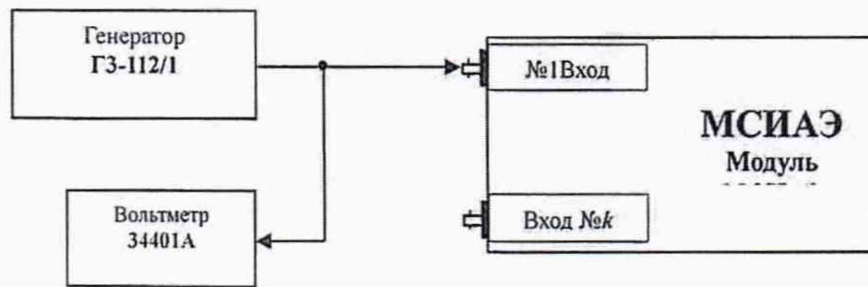 Генератор
Г3-112/1
№1Вход
МСИАЭ
Модуль
Вход №k
Вольтметр
34401А